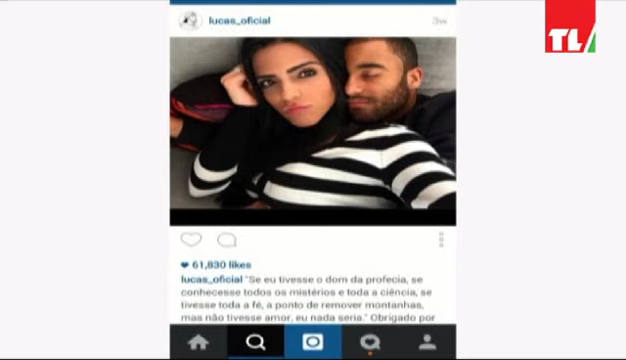 lucas_oficial
3w
TL/
61,830 likes
lucas_oficial "Se eu tivesse o dom da profecia, se
conhecesse todos os mistérios e toda a ciência, se
tivesse toda a fé, a ponto de remover montanhas,
mas não tivesse amor, eu nada seria." Obrigado por